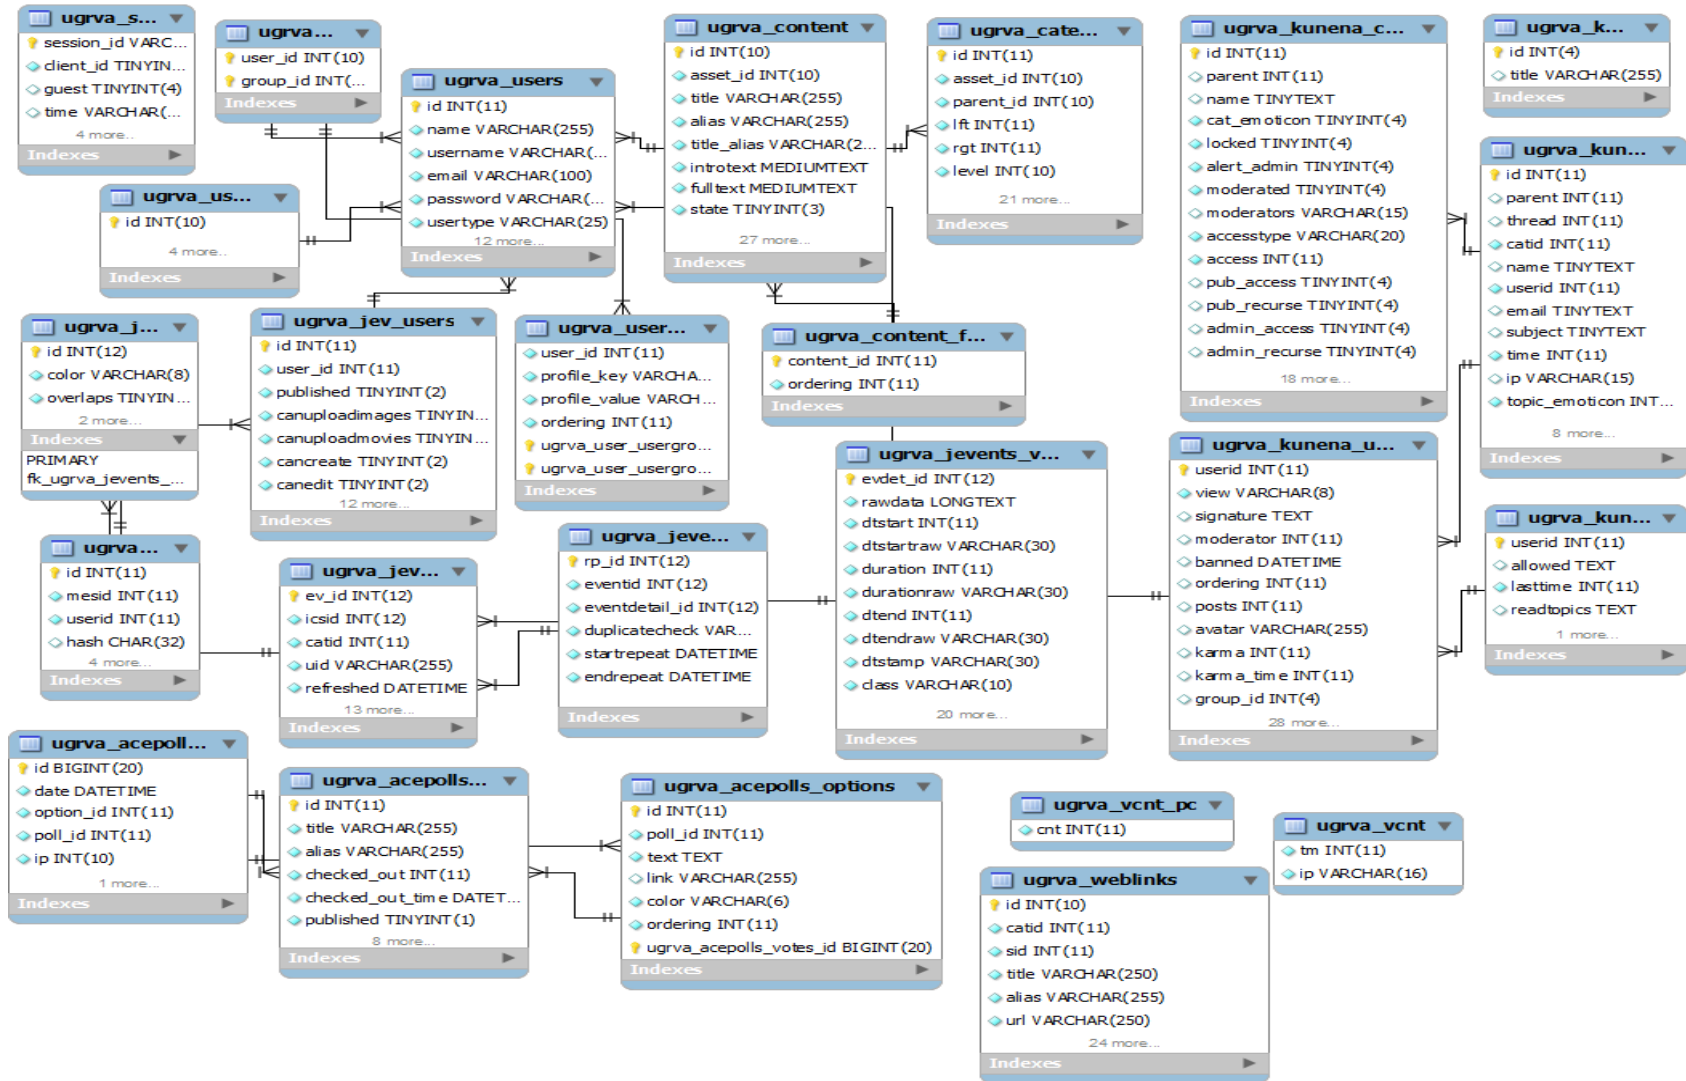 ugrva_s...
session_id VARC...
client_id TINYIN...
guest TINYINT(4)
time VARCHAR(...
4 more..
Indexes
ugrva...
user_id INT(10)
group_id INT(...
Indexes
ugrva_users
id INT(11)
name VARCHAR(255)
username VARCHAR(...
email VARCHAR(100)
password VARCHAR(...
usertype VARCHAR(25)
12 more...
Indexes
ugrva_content
id INT(10)
asset_id INT(10)
title VARCHAR(255)
alias VARCHAR(255)
title_alias VARCHAR(2...
introtext MEDIUMTEXT
fulltext MEDIUMTEXT
state TINYINT(3)
27 more...
Indexes
ugrva_cate...
id INT(11)
asset_id INT(10)
parent_id INT(10)
lft INT(11)
rgt INT(11)
level INT(10)
21 more...
Indexes
ugrva_kunena_c...
id INT(11)
parent INT(11)
name TINYTEXT
cat_emoticon TINYINT(4)
locked TINYINT(4)
alert_admin TINYINT(4)
moderated TINYINT(4)
moderators VARCHAR(15)
accesstype VARCHAR(20)
access INT(11)
pub_access TINYINT(4)
pub_recurse TINYINT(4)
admin_access TINYINT(4)
admin_recurse TINYINT(4)
18 more...
Indexes
ugrva_k...
id INT(4)
title VARCHAR(255)
Indexes
ugrva_kun...
id INT(11)
parent INT(11)
thread INT(11)
catid INT(11)
name TINYTEXT
userid INT(11)
email TINYTEXT
subject TINYTEXT
time INT(11)
ip VARCHAR(15)
topic_emoticon INT...
8 more...
Indexes
ugrva_us...
id INT(10)
4 more..
Indexes
ugrva_j...
id INT(12)
color VARCHAR(8)
overlaps TINYIN...
2 more...
Indexes
PRIMARY
fk_ugrva_jevents_...
ugrva_jev_users
id INT(11)
user_id INT(11)
published TINYINT(2)
canuploadimages TINYIN...
canuploadmovies TINYIN...
cancreate TINYINT(2)
canedit TINYINT(2)
12 more...
Indexes
ugrva_user...
user_id INT(11)
profile_key VARCHA...
profile_value VARCH...
ordering INT(11)
ugrva_user_usergro...
ugrva_user_usergro...
Indexes
ugrva_content_f...
content_id INT(11)
ordering INT(11)
Indexes
ugrva_jevents_v...
evdet_id INT(12)
rawdata LONGTEXT
dtstart INT(11)
dtstartraw VARCHAR(30)
duration INT(11)
durationraw VARCHAR(30)
dtend INT(11)
dtendraw VARCHAR(30)
dtstamp VARCHAR(30)
class VARCHAR(10)
20 more...
Indexes
ugrva_kunena_u...
userid INT(11)
view VARCHAR(8)
signature TEXT
moderator INT(11)
banned DATETIME
ordering INT(11)
posts INT(11)
avatar VARCHAR(255)
karma INT(11)
karma_time INT(11)
group_id INT(4)
28 more...
Indexes
ugrva_kun...
userid INT(11)
allowed TEXT
lasttime INT(11)
readtopics TEXT
1 more...
Indexes
ugrva...
id INT(11)
mesid INT(11)
userid INT(11)
hash CHAR(32)
4 more...
Indexes
ugrva_jev...
ev_id INT(12)
icsid INT(12)
catid INT(11)
uid VARCHAR(255)
refreshed DATETIME
13 more...
Indexes
ugrva_jeve...
rp_id INT(12)
eventid INT(12)
eventdetail_id INT(12)
duplicatecheck VAR...
startrepeat DATETIME
endrepeat DATETIME
Indexes
ugrva_acepoll...
id BIGINT(20)
date DATETIME
option_id INT(11)
poll_id INT(11)
ip INT(10)
1 more...
Indexes
ugrva_acepolls...
id INT(11)
title VARCHAR(255)
alias VARCHAR(255)
checked_out INT(11)
checked_out_time DATET...
published TINYINT(1)
8 more...
Indexes
ugrva_acepolls_options
id INT(11)
poll_id INT(11)
text TEXT
link VARCHAR(255)
color VARCHAR(6)
ordering INT(11)
ugrva_acepolls_votes_id BIGINT(20)
Indexes
ugrva_vcnt_pc
cnt INT(11)
ugrva_vcnt
tm INT(11)
ip VARCHAR(16)
ugrva_weblinks
id INT(10)
catid INT(11)
sid INT(11)
title VARCHAR(250)
alias VARCHAR(255)
url VARCHAR(250)
24 more...
Indexes